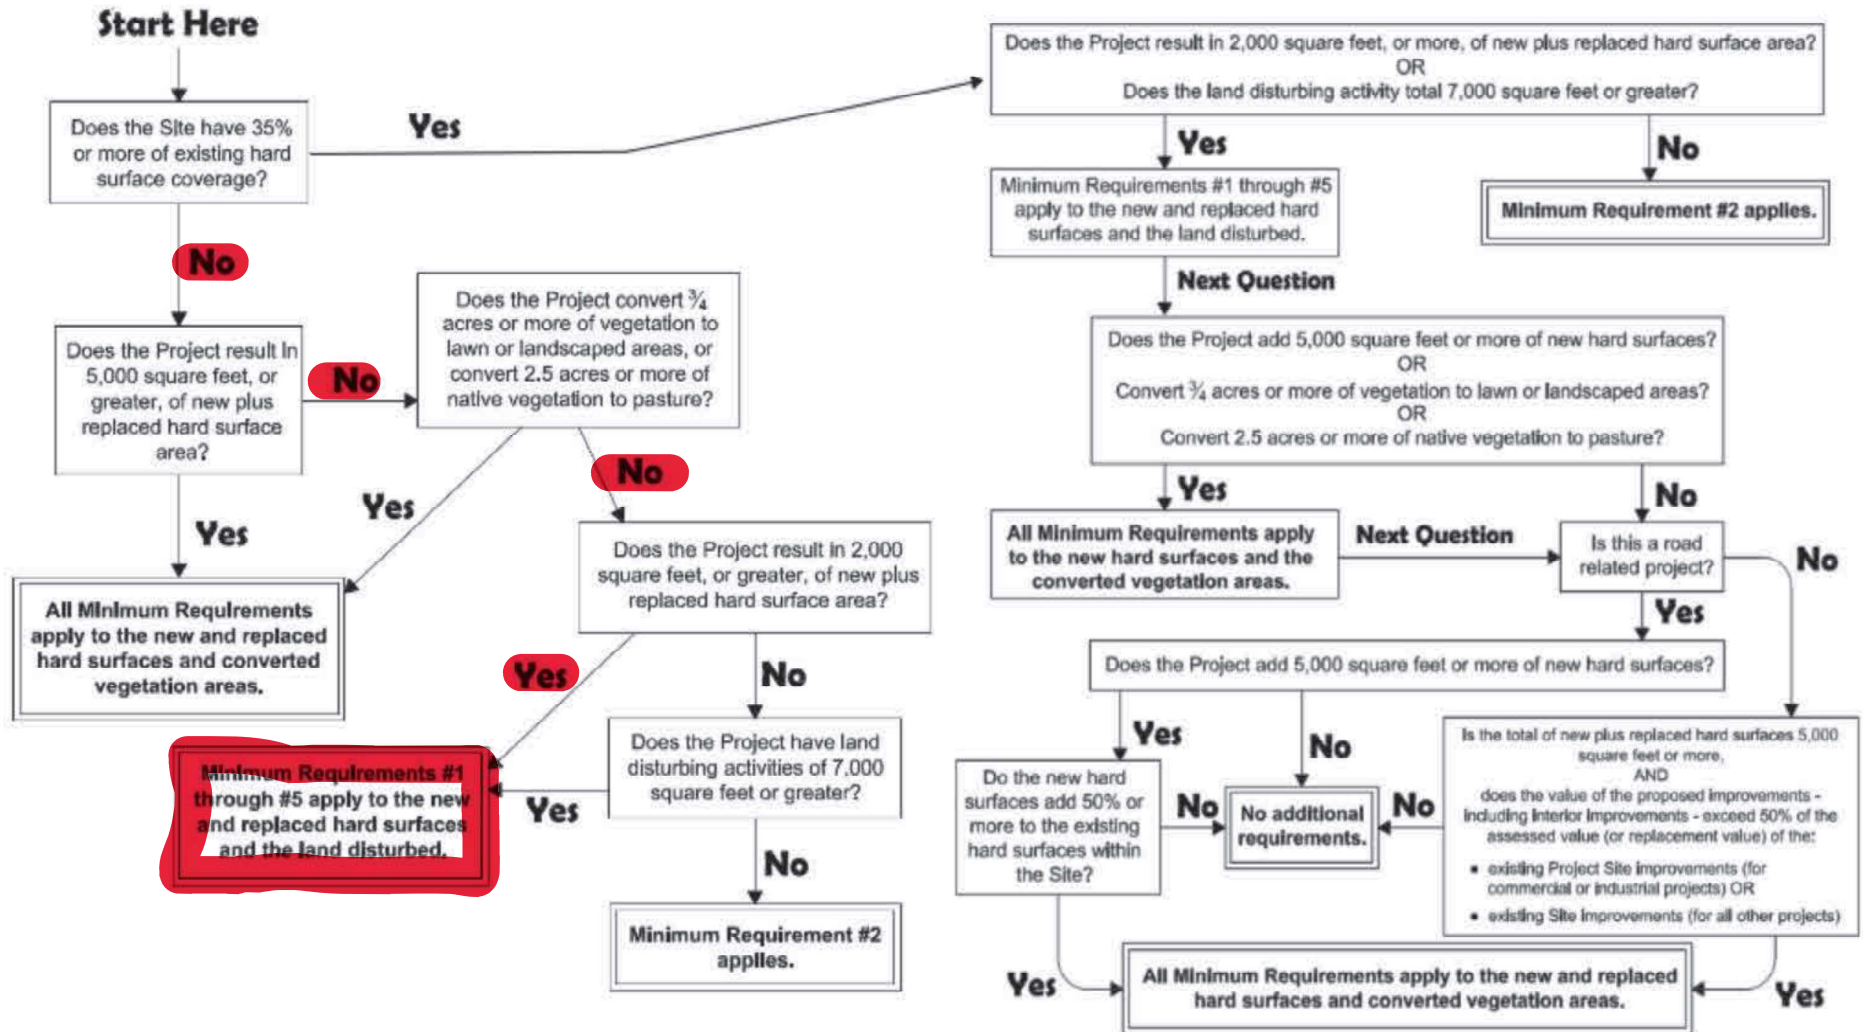 Start Here
Does the Site have 35%
or more of existing hard
surface coverage?
Yes
No
Does the Project result in
5,000 square feet, or
greater, of new plus
replaced hard surface
area?
No
Yes
Does the Project convert ¾
acres or more of vegetation to
lawn or landscaped areas, or
convert 2.5 acres or more of
native vegetation to pasture?
Yes
No
All Minimum Requirements
apply to the new and replaced
hard surfaces and converted
vegetation areas.
Does the Project result in 2,000
square feet, or greater, of new plus
replaced hard surface area?
Yes
No
Minimum Requirements #1
through #5 apply to the new
and replaced hard surfaces
and the land disturbed.
Does the Project have land
disturbing activities of 7,000
square feet or greater?
Yes
No
Minimum Requirement #2
applies.
Does the Project result in 2,000 square feet, or more, of new plus replaced hard surface area?
OR
Does the land disturbing activity total 7,000 square feet or greater?
Yes
No
Minimum Requirements #1 through #5
apply to the new and replaced hard
surfaces and the land disturbed.
Minimum Requirement #2 applies.
Next Question
Does the Project add 5,000 square feet or more of new hard surfaces?
OR
Convert ¾ acres or more of vegetation to lawn or landscaped areas?
OR
Convert 2.5 acres or more of native vegetation to pasture?
Yes
No
All Minimum Requirements apply
to the new hard surfaces and the
converted vegetation areas.
Next Question
Is this a road
related project?
No
Yes
Does the Project add 5,000 square feet or more of new hard surfaces?
Yes
No
Do the new hard
surfaces add 50% or
more to the existing
hard surfaces within
the Site?
No
No additional
requirements.
No
Is the total of new plus replaced hard surfaces 5,000
square feet or more,
AND
does the value of the proposed improvements -
including interior improvements - exceed 50% of the
assessed value (or replacement value) of the:
• existing Project Site improvements (for
commercial or industrial projects) OR
• existing Site improvements (for all other projects)
Yes
All Minimum Requirements apply to the new and replaced
hard surfaces and converted vegetation areas.
Yes